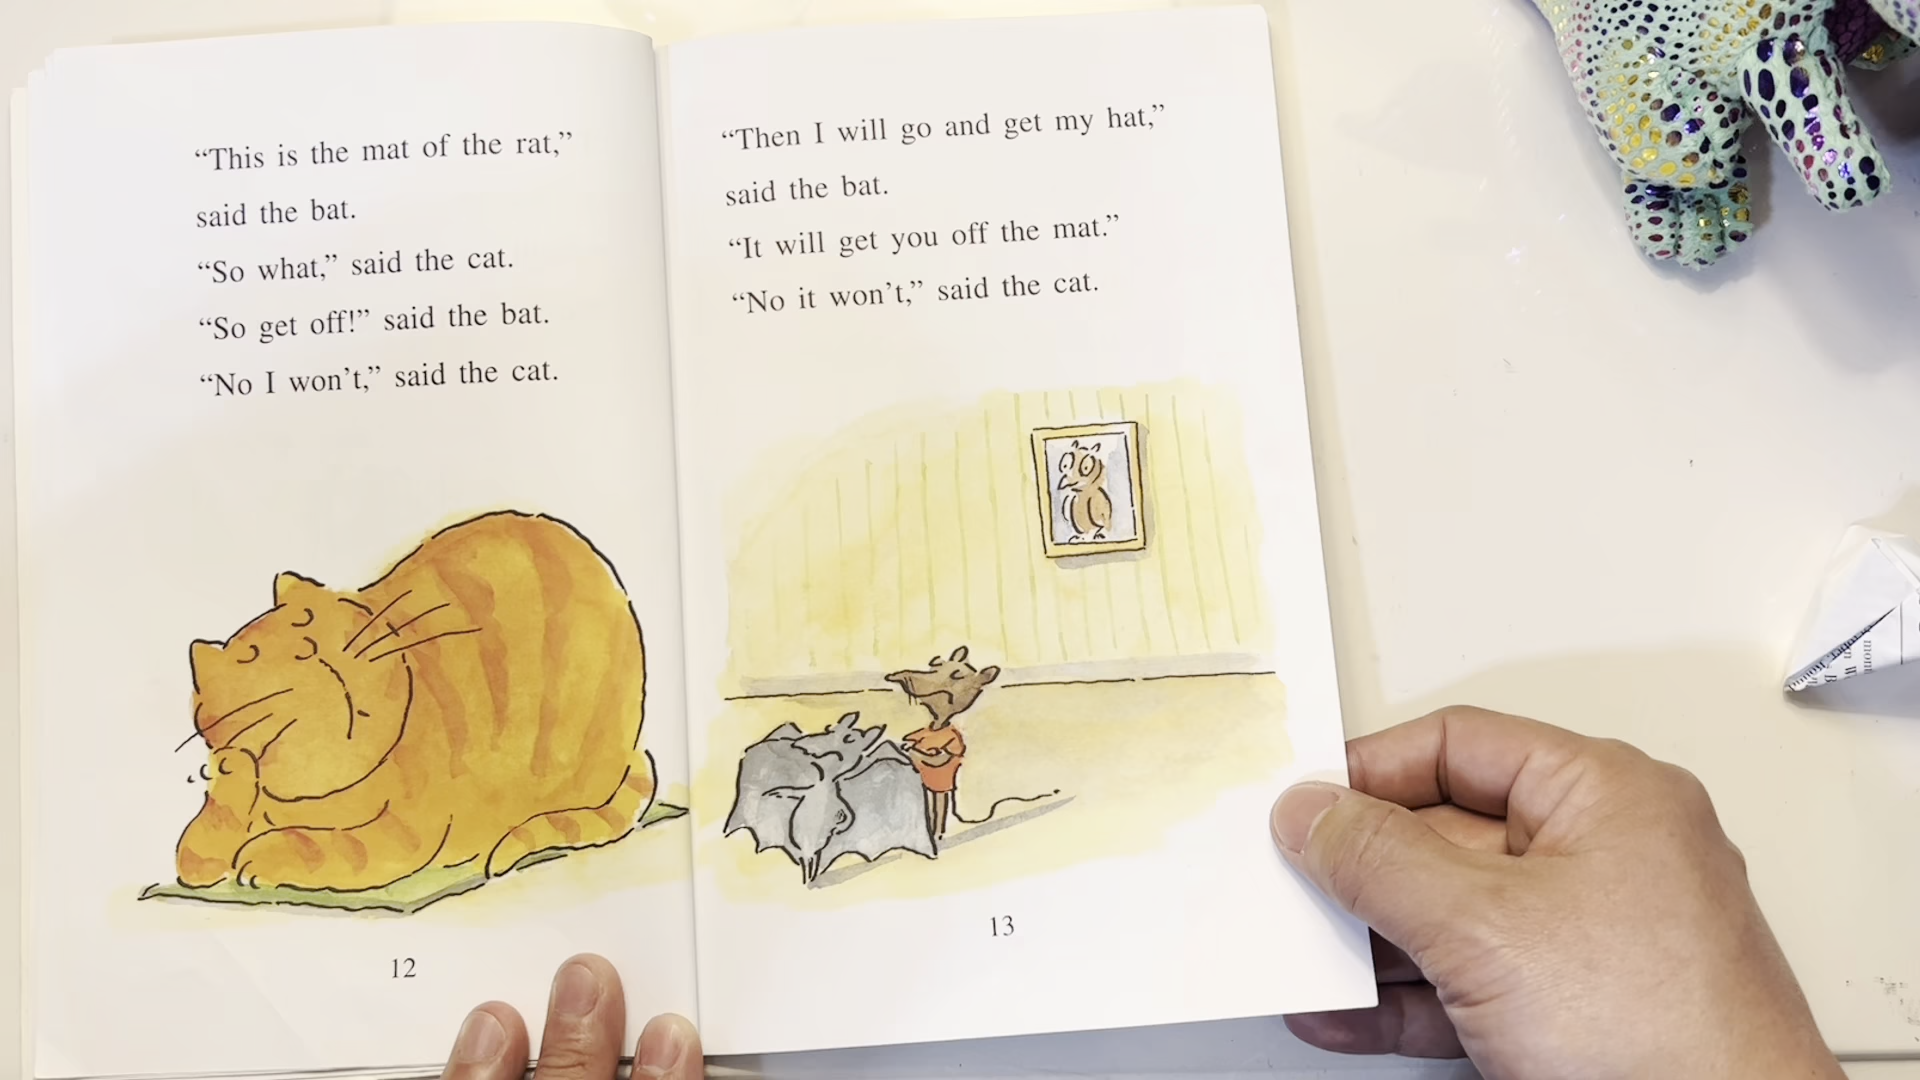 “This is the mat of the rat,”
said the bat.
“So what,” said the cat.
“So get off!” said the bat.
“No I won’t,” said the cat.
12
“Then I will go and get my hat,”
said the bat.
“It will get you off the mat.”
“No it won’t,” said the cat.
13